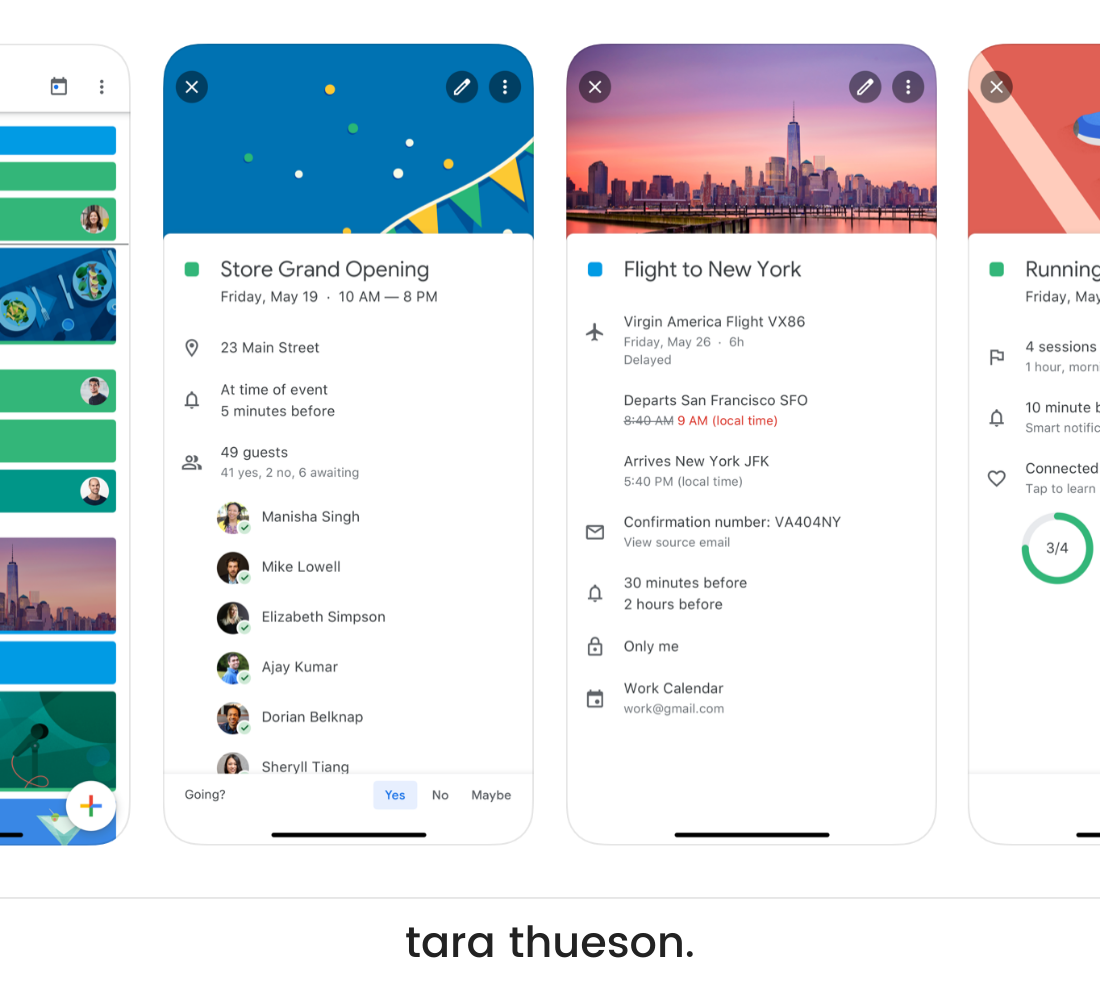 Store Grand Opening
Friday, May 19 · 10 AM — 8 PM
23 Main Street
At time of event
5 minutes before
49 guests
41 yes, 2 no, 6 awaiting
Manisha Singh
Mike Lowell
Elizabeth Simpson
Ajay Kumar
Dorian Belknap
Sheryll Tiang
Going?
Yes
No
Maybe
Flight to New York
Virgin America Flight VX86
Friday, May 26 · 6h
Delayed
Departs San Francisco SFO
8:40 AM 9 AM (local time)
Arrives New York JFK
5:40 PM (local time)
Confirmation number: VA404NY
View source email
30 minutes before
2 hours before
Only me
Work Calendar
work@gmail.com
Running
Friday, May
4 sessions
1 hour, morn
10 minute b
Smart notific
Connected
Tap to learn
3/4
tara thueson.